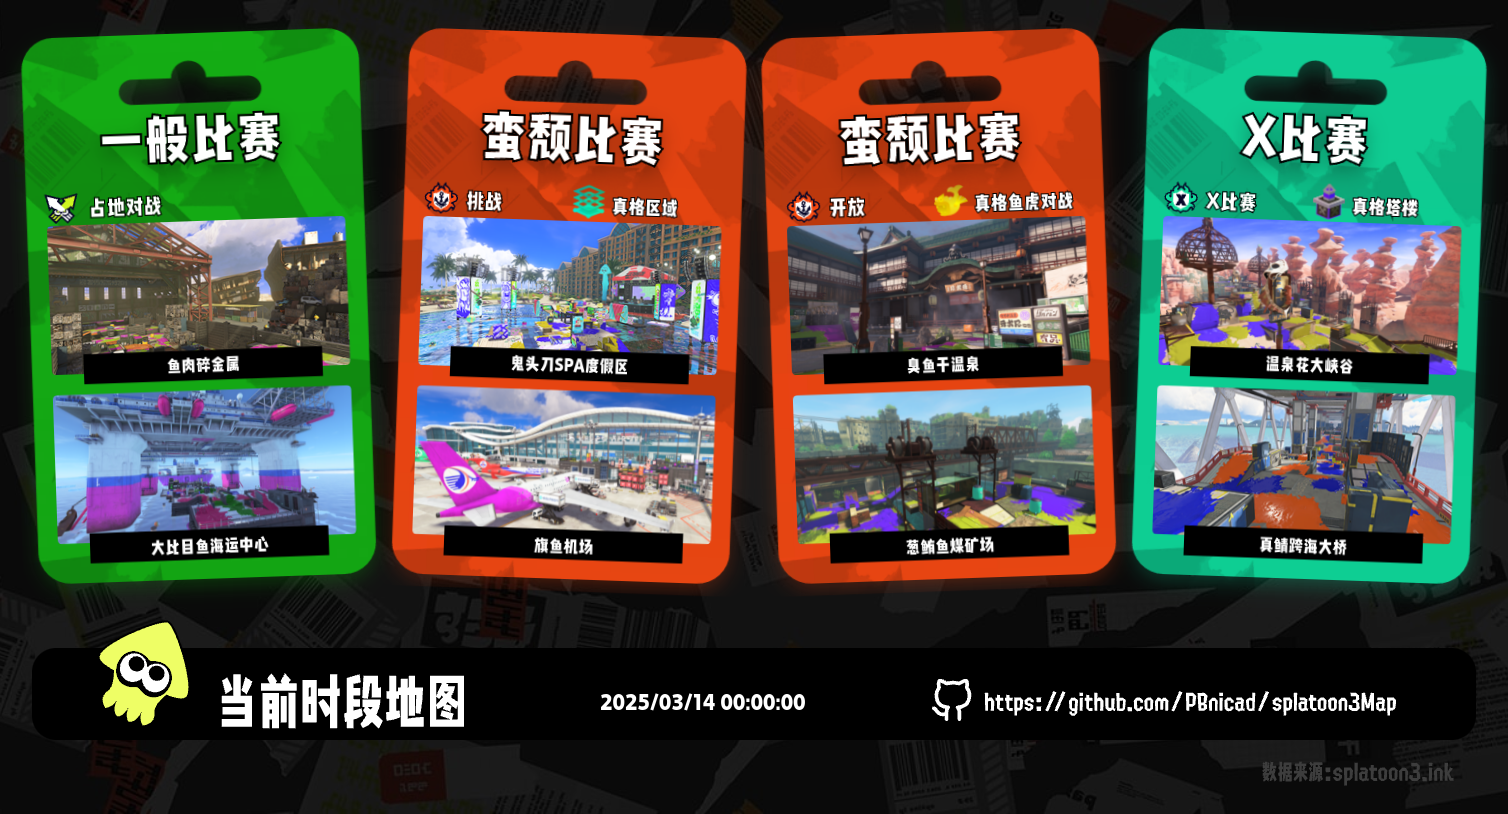 一般比赛
占地对战
鱼肉碎金属
大比目鱼海运中心
蛮颓比赛
挑战
真格区域
鬼头刀SPA度假区
旗鱼机场
蛮颓比赛
开放
真格鱼虎对战
臭鱼干温泉
葱鲔鱼煤矿场
X比赛
X比赛
真格塔楼
温泉花大峡谷
真鲭跨海大桥
当前时段地图
2025/03/14 00:00:00
https://github.com/PBnicad/splatoon3Map
数据来源:splatoon3.ink